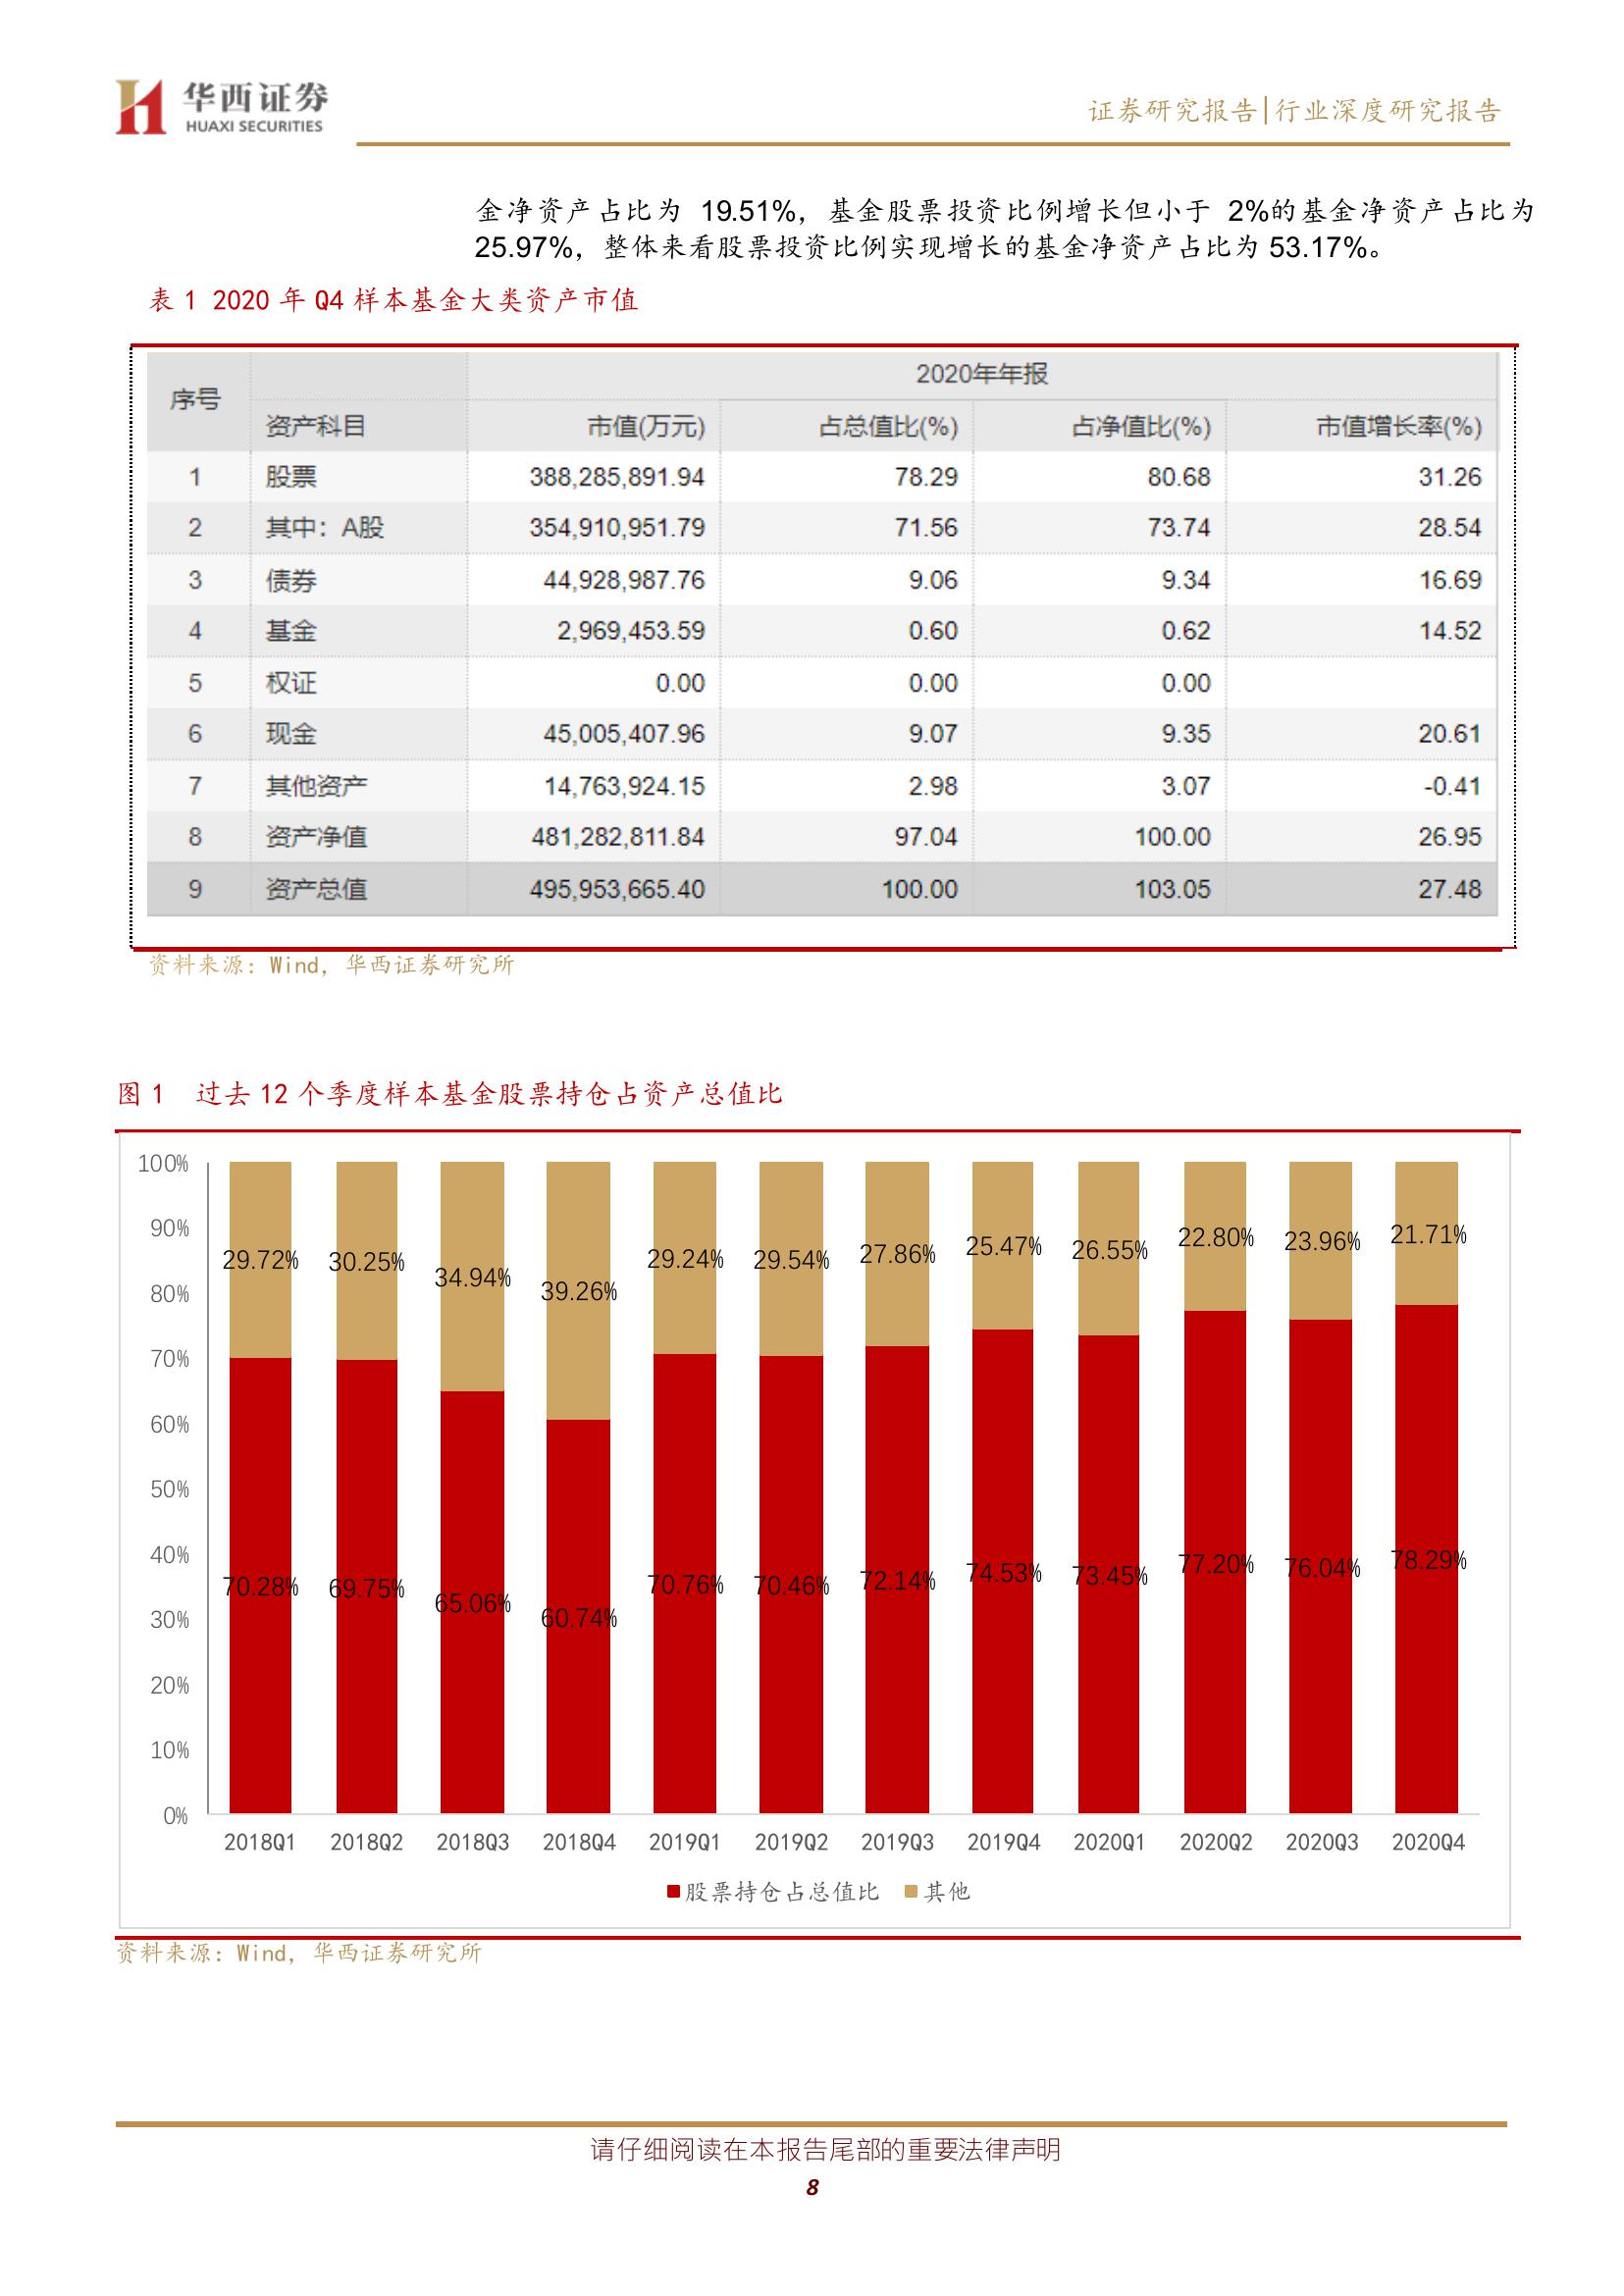 华西证券
HUAXI SECURITIES
证券研究报告|行业深度研究报告
金净资产占比为 19.51%，基金股票投资比例增长但小于 2%的基金净资产占比为
25.97%，整体来看股票投资比例实现增长的基金净资产占比为 53.17%。
表 1 2020 年 Q4 样本基金大类资产市值
序号 2020年年报
资产科目 市值(万元) 占总值比(%) 占净值比(%) 市值增长率(%)
1 股票 388,285,891.94 78.29 80.68 31.26
2 其中：A股 354,910,951.79 71.56 73.74 28.54
3 债券 44,928,987.76 9.06 9.34 16.69
4 基金 2,969,453.59 0.60 0.62 14.52
5 权证 0.00 0.00 0.00
6 现金 45,005,407.96 9.07 9.35 20.61
7 其他资产 14,763,924.15 2.98 3.07 -0.41
8 资产净值 481,282,811.84 97.04 100.00 26.95
9 资产总值 495,953,665.40 100.00 103.05 27.48
资料来源：Wind，华西证券研究所
图 1 过去 12 个季度样本基金股票持仓占资产总值比
100%
90%
80%
70%
60%
50%
40%
30%
20%
10%
0%
29.72% 30.25% 34.94% 39.26% 29.24% 29.54% 27.86% 25.47% 26.55% 22.80% 23.96% 21.71%
70.28% 69.75% 65.06% 60.74% 70.76% 70.46% 72.14% 74.53% 73.45% 77.20% 76.04% 78.29%
2018Q1 2018Q2 2018Q3 2018Q4 2019Q1 2019Q2 2019Q3 2019Q4 2020Q1 2020Q2 2020Q3 2020Q4
股票持仓占总值比 其他
资料来源：Wind，华西证券研究所
请仔细阅读在本报告尾部的重要法律声明
8